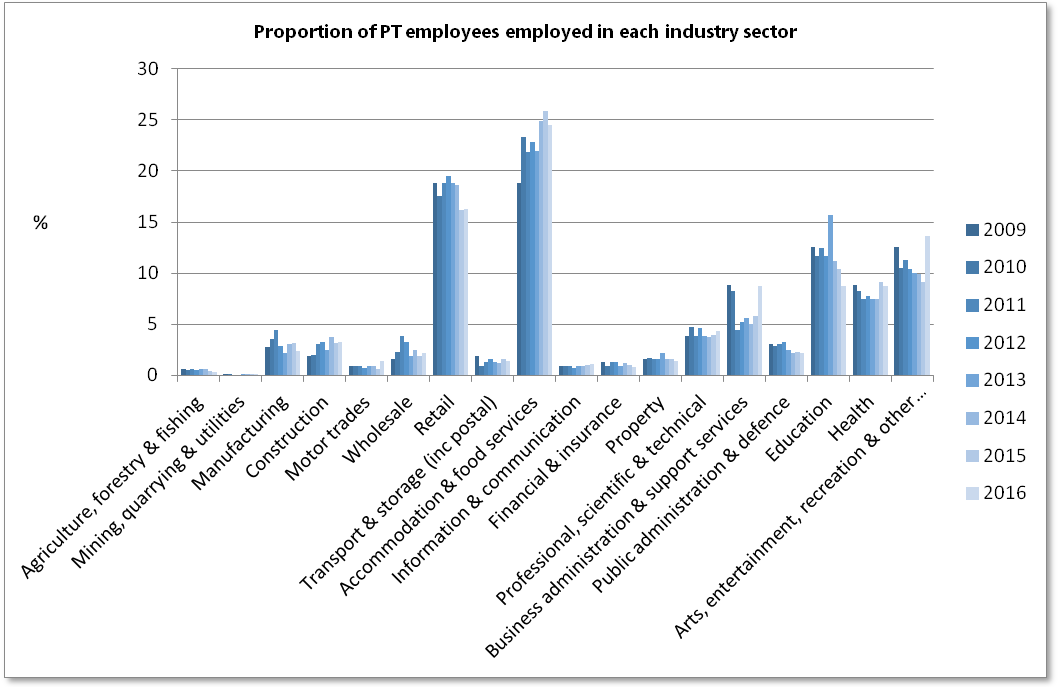 Proportion of PT employees employed in each industry sector
30
25
20
15
10
5
0
%
Agriculture, forestry & fishing
Mining, quarrying & utilities
Manufacturing
Construction
Motor trades
Wholesale
Retail
Transport & storage (inc postal)
Accommodation & food services
Information & communication
Financial & insurance
Property
Professional, scientific & technical
Business administration & support services
Public administration & defence
Education
Health
Arts, entertainment, recreation & other...
2009
2010
2011
2012
2013
2014
2015
2016